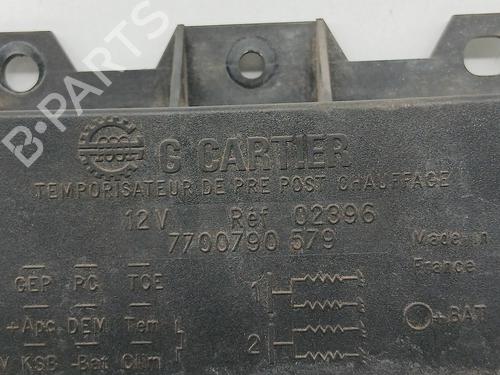 B-PARTS
G CARTIER
TEMPORISATEUR DE PRE POST CHAUFFAGE
12V Réf 02396
7700790 579
Made in
France
GEP PC TCE
1
+Apc DEM Tem
+BAT
2
V KSB -Bat Clim